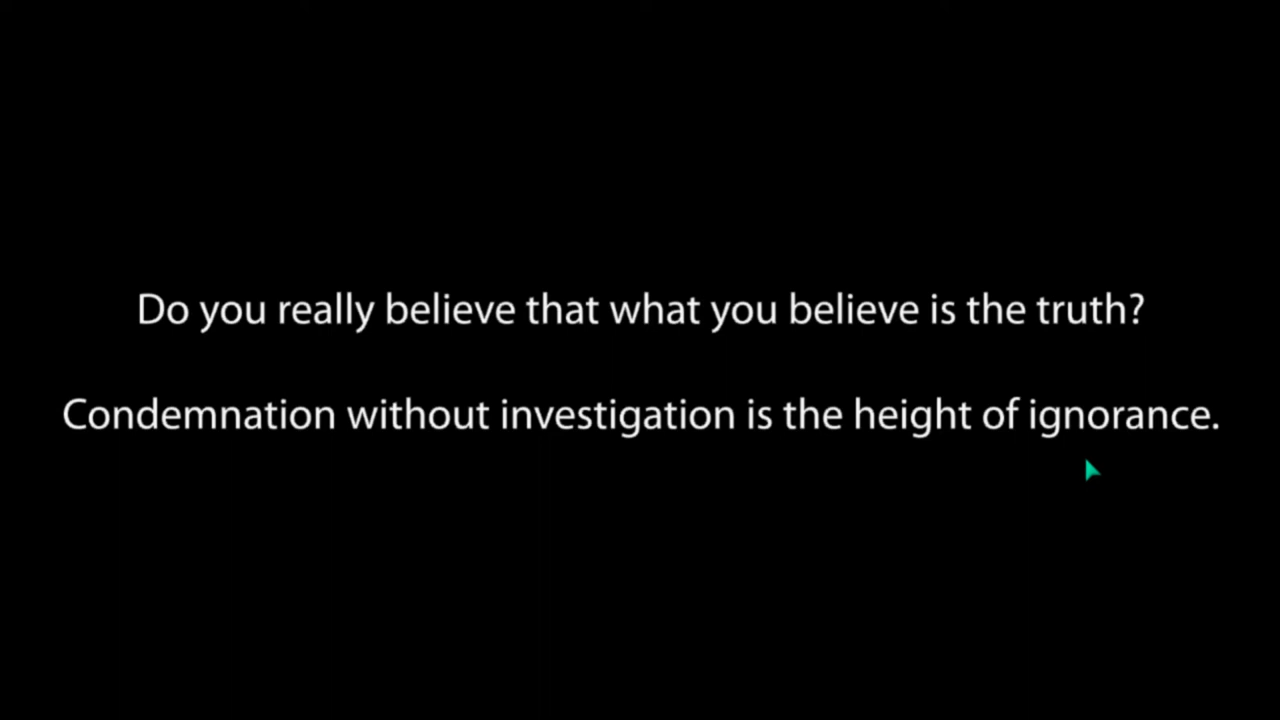 Do you really believe that what you believe is the truth?
Condemnation without investigation is the height of ignorance.